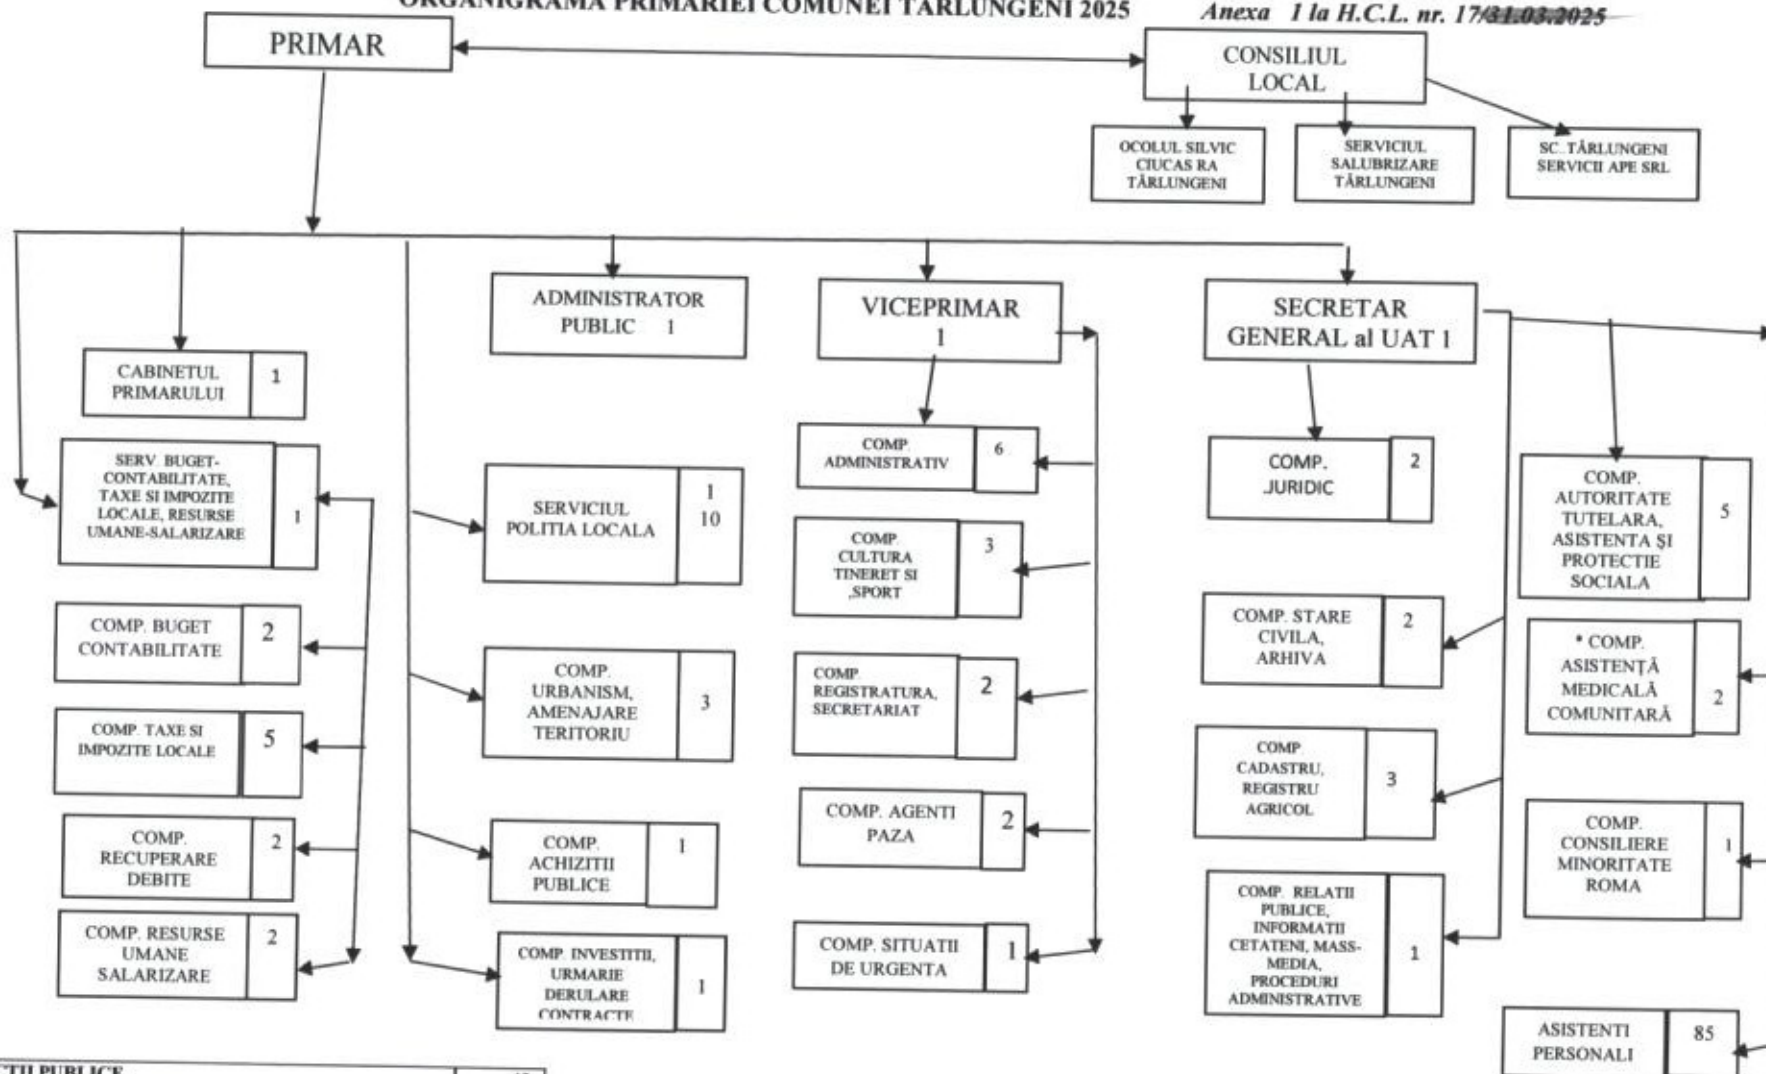 ORGANIGRAMA PRIMARIEI COMUNEI TARLUNGENI 2025
Anexa 1 la H.C.L. nr. 17/31.03.2025
PRIMAR
CONSILIUL
LOCAL
OCOLUL SILVIC
CIUCAS RA
TÂRLUNGENI
SERVICIUL
SALUBRIZARE
TÂRLUNGENI
SC. TÂRLUNGENI
SERVICII APE SRL
ADMINISTRATOR
PUBLIC 1
VICEPRIMAR
1
SECRETAR
GENERAL al UAT 1
CABINETUL
PRIMARULUI
1
SERV. BUGET-
CONTABILITATE,
TAXE SI IMPOZITE
LOCALE, RESURSE
UMANE-SALARIZARE
1
COMP. BUGET
CONTABILITATE
2
COMP. TAXE SI
IMPOZITE LOCALE
5
COMP.
RECUPERARE
DEBITE
2
COMP. RESURSE
UMANE
SALARIZARE
2
SERVICIUL
POLITIA LOCALA
1
10
COMP.
URBANISM,
AMENAJARE
TERITORIU
3
COMP.
ACHIZITII
PUBLICE
1
COMP. INVESTITII,
URMARIE
DERULARE
CONTRACTE
1
COMP.
ADMINISTRATIV
6
COMP.
CULTURA
TINERET SI
,SPORT
3
COMP.
REGISTRATURA,
SECRETARIAT
2
COMP. AGENTI
PAZA
2
COMP. SITUATII
DE URGENTA
1
COMP.
.JURIDIC
2
COMP. STARE
CIVILA,
ARHIVA
2
COMP.
CADASTRU,
REGISTRU
AGRICOL
3
COMP. RELATII
PUBLICE,
INFORMATII
CETATENI, MASS-
MEDIA,
PROCEDURI
ADMINISTRATIVE
1
COMP.
AUTORITATE
TUTELARA,
ASISTENTA ŞI
PROTECTIE
SOCIALA
5
* COMP.
ASISTENŢĂ
MEDICALĂ
COMUNITARĂ
2
COMP.
CONSILIERE
MINORITATE
ROMA
1
ASISTENTI
PERSONALI
85
PUBLICE